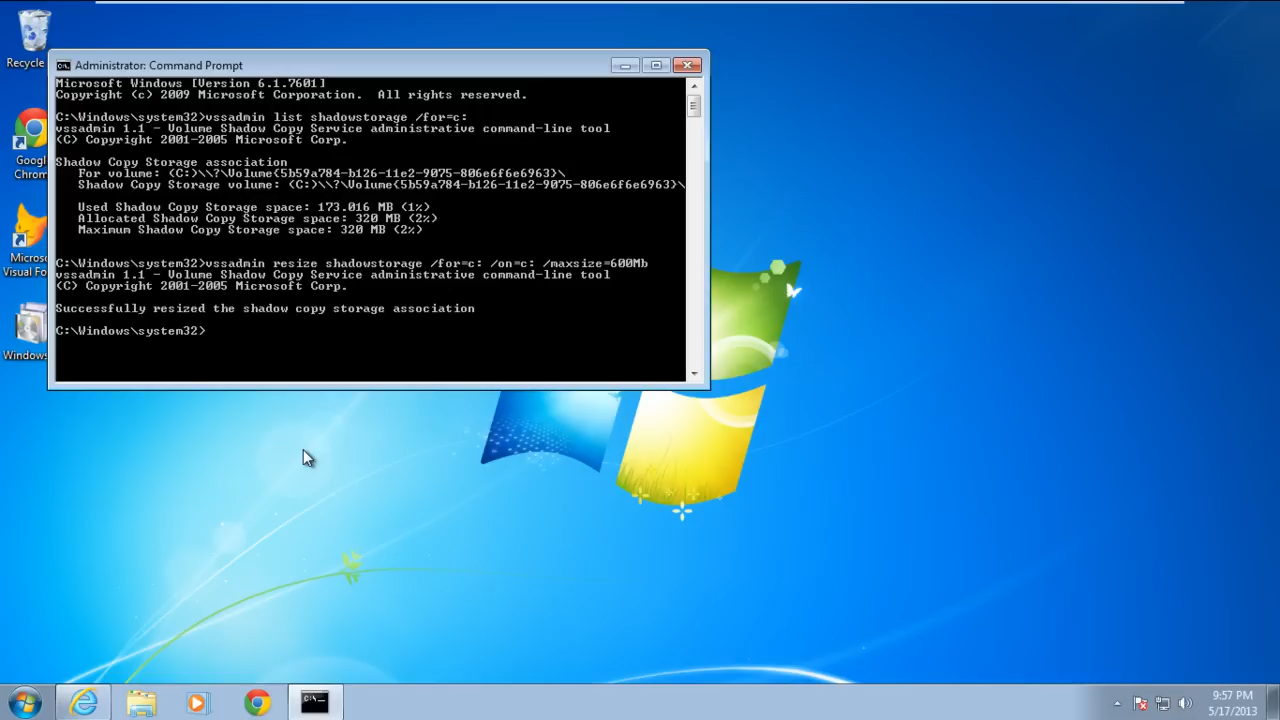 Recycle
Administrator: Command Prompt
Microsoft Windows [Version 6.1.7601]
Copyright (c) 2009 Microsoft Corporation.  All rights reserved.
C:\Windows\system32>vssadmin list shadowstorage /for=c:
vssadmin 1.1 - Volume Shadow Copy Service administrative command-line tool
(C) Copyright 2001-2005 Microsoft Corp.
Shadow Copy Storage association
For volume: (C:)\\?\Volume{5b59a784-b126-11e2-9075-806e6f6e6963}\
Shadow Copy Storage volume: (C:)\\?\Volume{5b59a784-b126-11e2-9075-806e6f6e6963}\
Used Shadow Copy Storage space: 173.016 MB (1%)
Allocated Shadow Copy Storage space: 320 MB (2%)
Maximum Shadow Copy Storage space: 320 MB (2%)
C:\Windows\system32>vssadmin resize shadowstorage /for=c: /on=c: /maxsize=600Mb
vssadmin 1.1 - Volume Shadow Copy Service administrative command-line tool
(C) Copyright 2001-2005 Microsoft Corp.
Successfully resized the shadow copy storage association
C:\Windows\system32>
Googl
Chrom
Micros
Visual Fo
Windows
C:\_
9:57 PM
5/17/2013